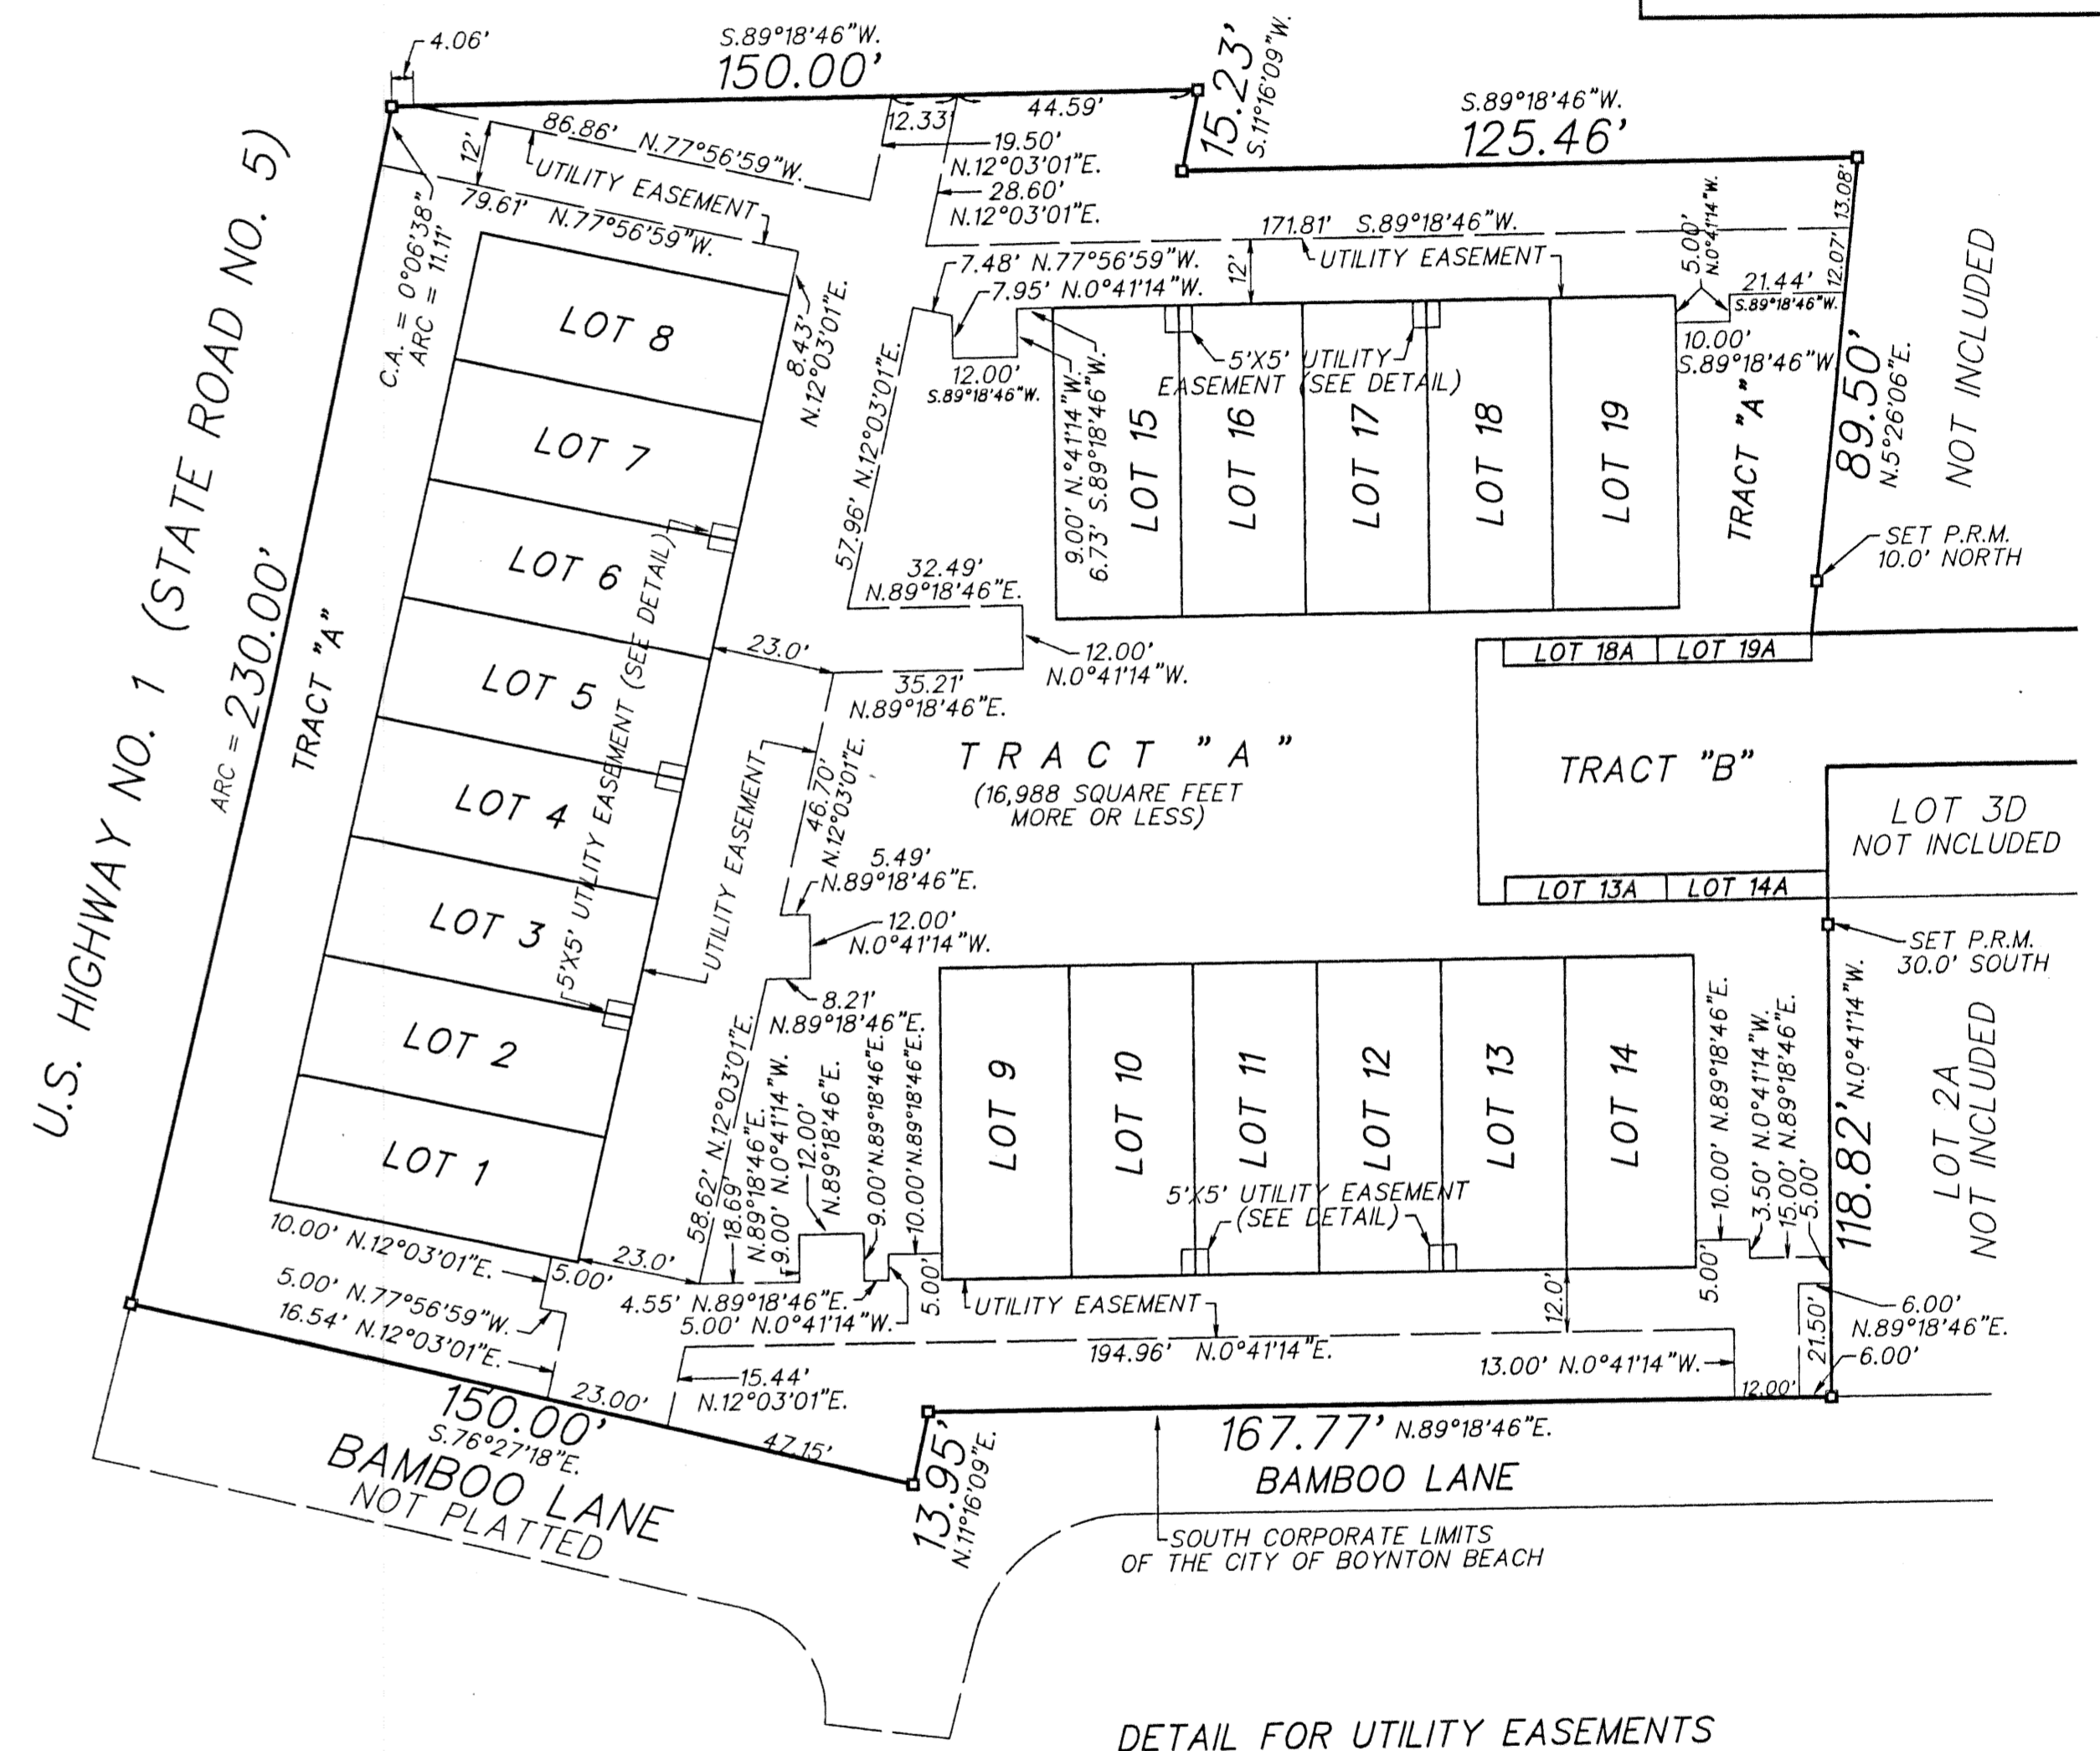 4.06'
S.89°18'46"W.
150.00'
15.23'
S.11°16'09"W.
S.89°18'46"W.
125.46'
86.86' N.77°56'59"W.
12'
UTILITY EASEMENT
79.61' N.77°56'59"W.
12.33'
44.59'
19.50'
N.12°03'01"E.
28.60'
N.12°03'01"E.
171.81' S.89°18'46"W.
UTILITY EASEMENT
12'
7.48' N.77°56'59"W.
7.95' N.0°41'14"W.
5.00'
N.0°41'14"W.
13.08'
12.07'
21.44'
S.89°18'46"W.
10.00'
S.89°18'46"W
C.A. = 0°06'38"
ARC = 11.11'
8.43'
N.12°03'01"E.
57.96' N.12°03'01"E.
12.00'
S.89°18'46"W.
9.00' N.°41'14"W.
6.73' S.89°18'46"W.
5'X5' UTILITY
EASEMENT (SEE DETAIL)
LOT 8
LOT 7
LOT 6
LOT 5
LOT 4
LOT 3
LOT 2
LOT 1
LOT 15
LOT 16
LOT 17
LOT 18
LOT 19
TRACT "A"
89.50'
N.5°26'06"E.
NOT INCLUDED
SET P.R.M.
10.0' NORTH
U.S. HIGHWAY NO. 1 (STATE ROAD NO. 5)
ARC = 230.00'
TRACT "A"
5'X5' UTILITY EASEMENT (SEE DETAIL)
32.49'
N.89°18'46"E.
23.0'
12.00'
N.0°41'14"W.
35.21'
N.89°18'46"E.
LOT 18A
LOT 19A
TRACT "A"
(16,988 SQUARE FEET
MORE OR LESS)
TRACT "B"
LOT 3D
NOT INCLUDED
46.70'
N.12°03'01"E.
UTILITY EASEMENT
5.49'
N.89°18'46"E.
12.00'
N.0°41'14"W.
8.21'
N.89°18'46"E.
LOT 13A
LOT 14A
SET P.R.M.
30.0' SOUTH
58.62' N.12°03'01"E.
18.69'
N.89°18'46"E.
9.00' N.0°41'14"W.
12.00'
N.89°18'46"E.
9.00' N.89°18'46"E.
10.00' N.89°18'46"E.
LOT 9
LOT 10
LOT 11
LOT 12
LOT 13
LOT 14
5'X5' UTILITY EASEMENT
(SEE DETAIL)
10.00' N.89°18'46"E.
3.50' N.0°41'14"W.
15.00' N.89°18'46"E.
5.00'
118.82' N.0°41'14"W.
LOT 2A
NOT INCLUDED
10.00' N.12°03'01"E.
5.00'
23.0'
5.00' N.77°56'59"W.
16.54' N.12°03'01"E.
4.55' N.89°18'46"E.
5.00' N.0°41'14"W.
5.00'
UTILITY EASEMENT
12.0'
5.00'
21.50'
6.00'
N.89°18'46"E.
6.00'
194.96' N.0°41'14"E.
13.00' N.0°41'14"W.
12.00'
15.44'
N.12°03'01"E.
23.00'
47.15'
150.00'
S.76°27'18"E.
BAMBOO LANE
NOT PLATTED
13.95'
N.11°16'09"E.
167.77' N.89°18'46"E.
BAMBOO LANE
SOUTH CORPORATE LIMITS
OF THE CITY OF BOYNTON BEACH
DETAIL FOR UTILITY EASEMENTS